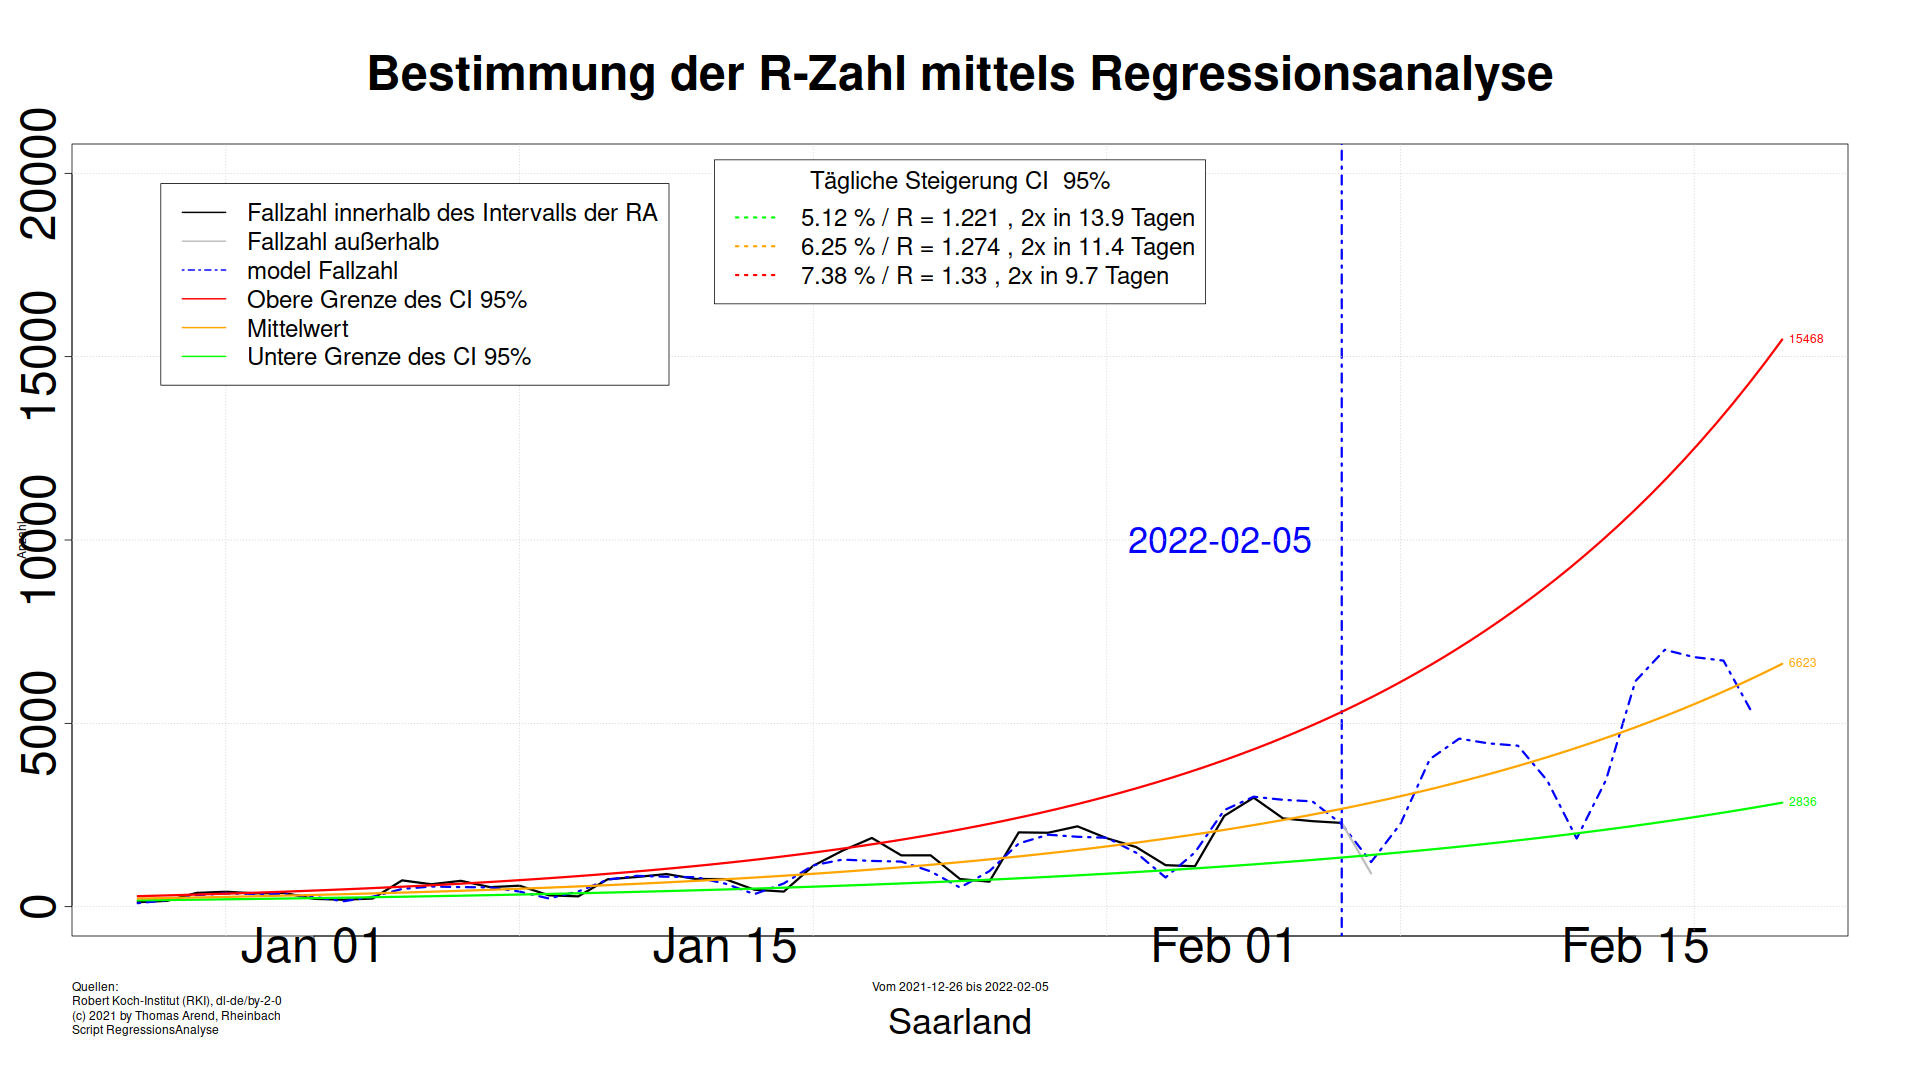 Bestimmung der R-Zahl mittels Regressionsanalyse
Anzahl
20000
15000
10000
5000
0
Fallzahl innerhalb des Intervalls der RA
Fallzahl außerhalb
model Fallzahl
Obere Grenze des CI 95%
Mittelwert
Untere Grenze des CI 95%
Tägliche Steigerung CI 95%
5.12 % / R = 1.221 , 2x in 13.9 Tagen
6.25 % / R = 1.274 , 2x in 11.4 Tagen
7.38 % / R = 1.33 , 2x in 9.7 Tagen
15468
2022-02-05
6623
2836
Jan 01
Jan 15
Feb 01
Feb 15
Quellen:
Robert Koch-Institut (RKI), dl-de/by-2-0
(c) 2021 by Thomas Arend, Rheinbach
Script RegressionsAnalyse
Vom 2021-12-26 bis 2022-02-05
Saarland